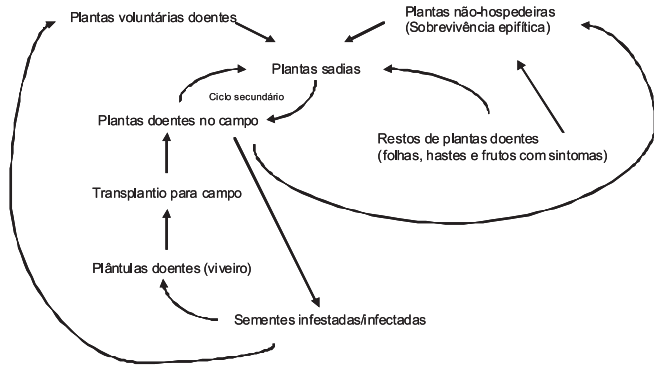 Plantas voluntárias doentes
Plantas não-hospedeiras
(Sobrevivência epifítica)
Plantas sadias
Ciclo secundário
Plantas doentes no campo
Restos de plantas doentes
(folhas, hastes e frutos com sintomas)
Transplantio para campo
Plântulas doentes (viveiro)
Sementes infestadas/infectadas